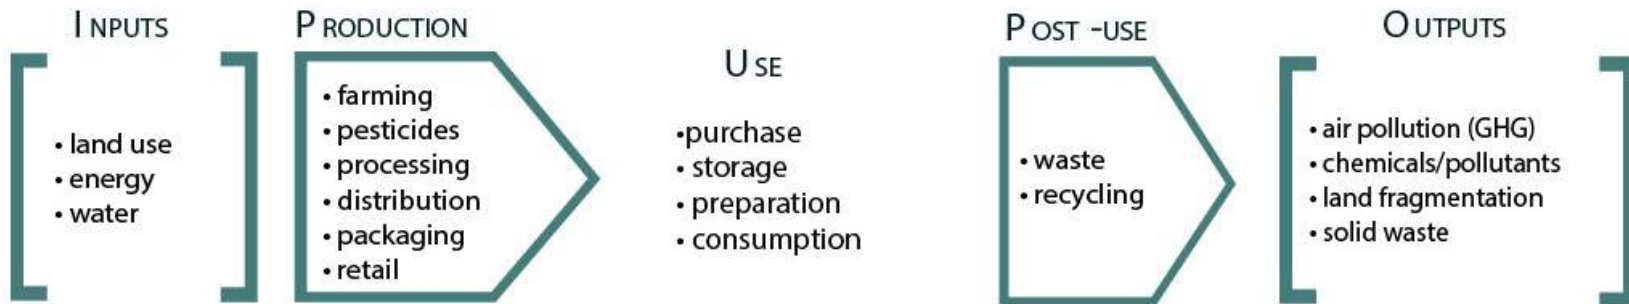 INPUTS
• land use
• energy
• water
PRODUCTION
• farming
• pesticides
• processing
• distribution
• packaging
• retail
USE
•purchase
• storage
• preparation
• consumption
POST -USE
• waste
• recycling
OUTPUTS
• air pollution (GHG)
• chemicals/pollutants
• land fragmentation
• solid waste